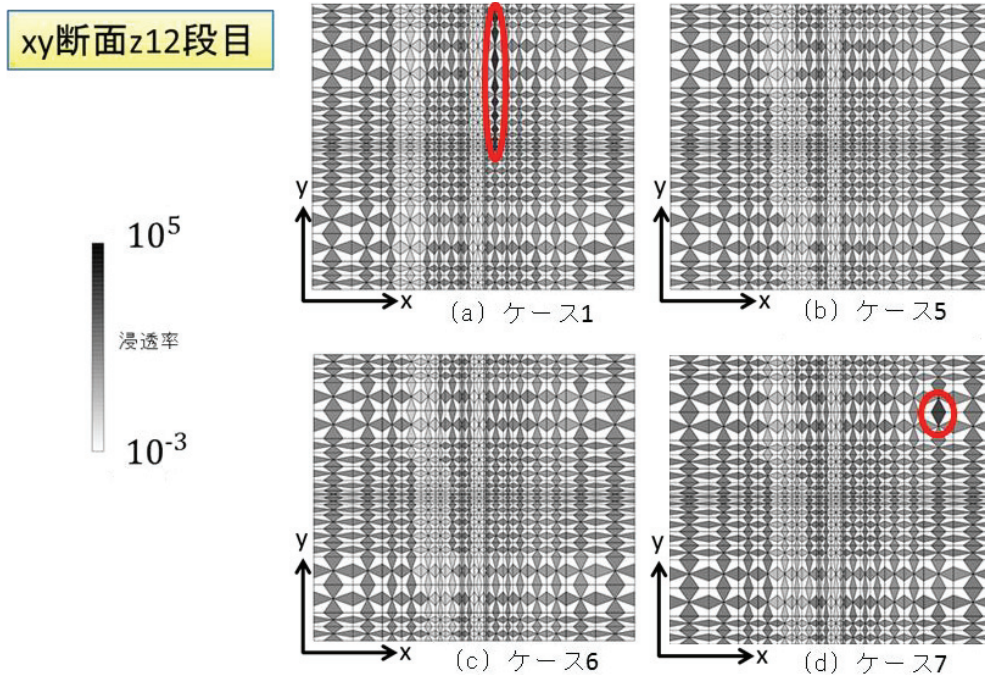 xy断面z12段目
10^5
浸透率
10^-3
y
x
(a) ケース1
y
x
(b) ケース5
y
x
(c) ケース6
y
x
(d) ケース7